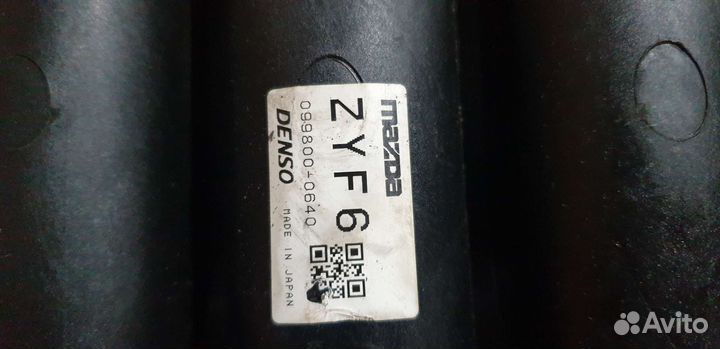 mazda
ZYF6
099800-0640
DENSO MADE IN JAPAN
Avito